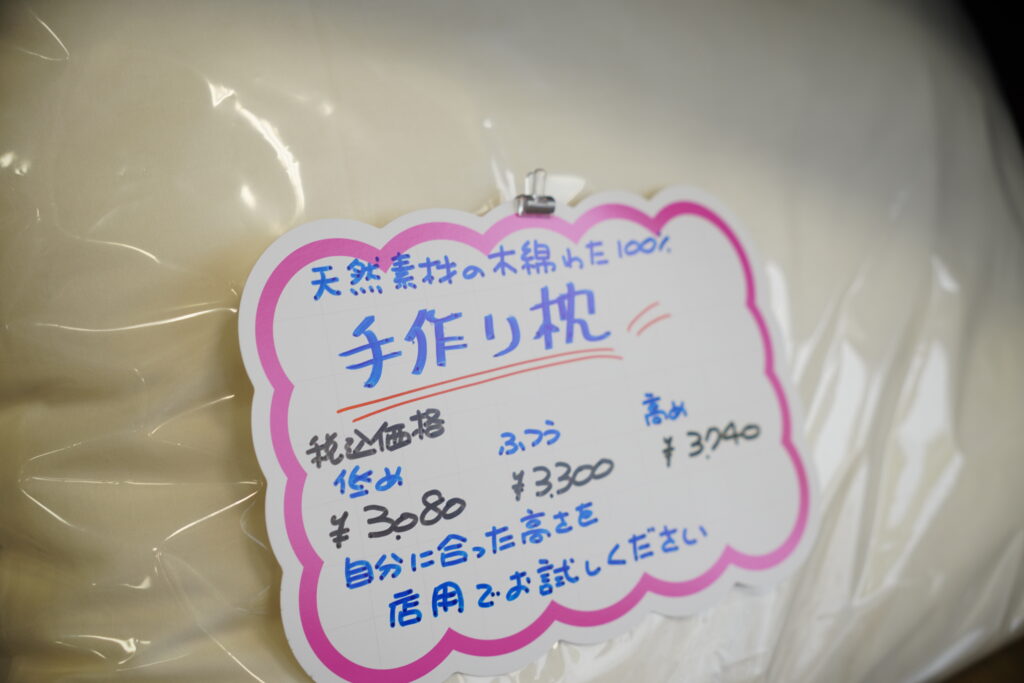 天然素材の木綿わた100%
手作り枕
税込価格
低め ふつう 高め
¥3,080 ¥3,300 ¥3,740
自分に合った高さを
店用でお試しください